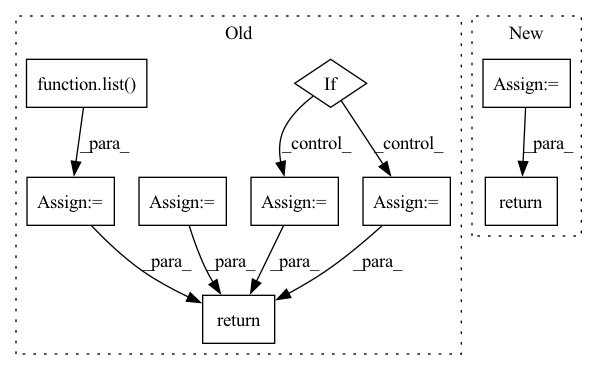 Old
New
function.list()
If
Assign:=
_para_
_control_
_control_
_para_
Assign:=
Assign:=
Assign:=
Assign:=
return
_para_
_para_
_para_
_para_
return